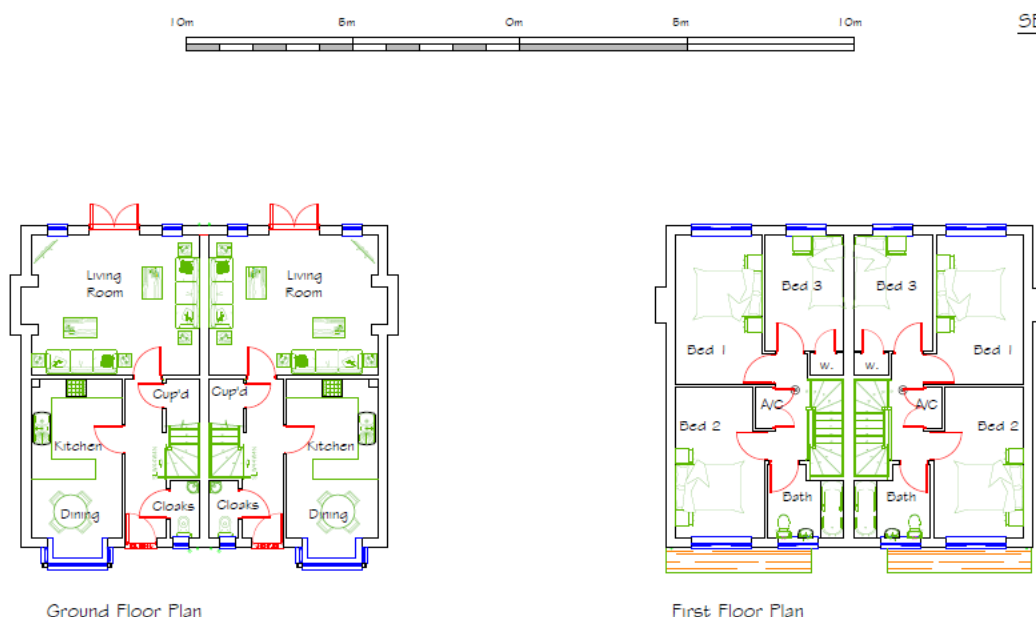 10m 5m 0m 5m 10m
SE
Living Room
Living Room
Cup'd
Cup'd
Kitchen
Kitchen
Dining
Cloaks
Cloaks
Dining
Ground Floor Plan
Bed 3
Bed 3
Bed 1
w.
w.
Bed 1
A/C
A/C
Bed 2
Bed 2
Bath
Bath
First Floor Plan